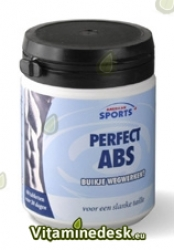 AMERICAN
SPORTS
PERFECT
ABS
BUIKJE WEGWERKEN?
voor een slanke taille
Vitaminedesk.eu